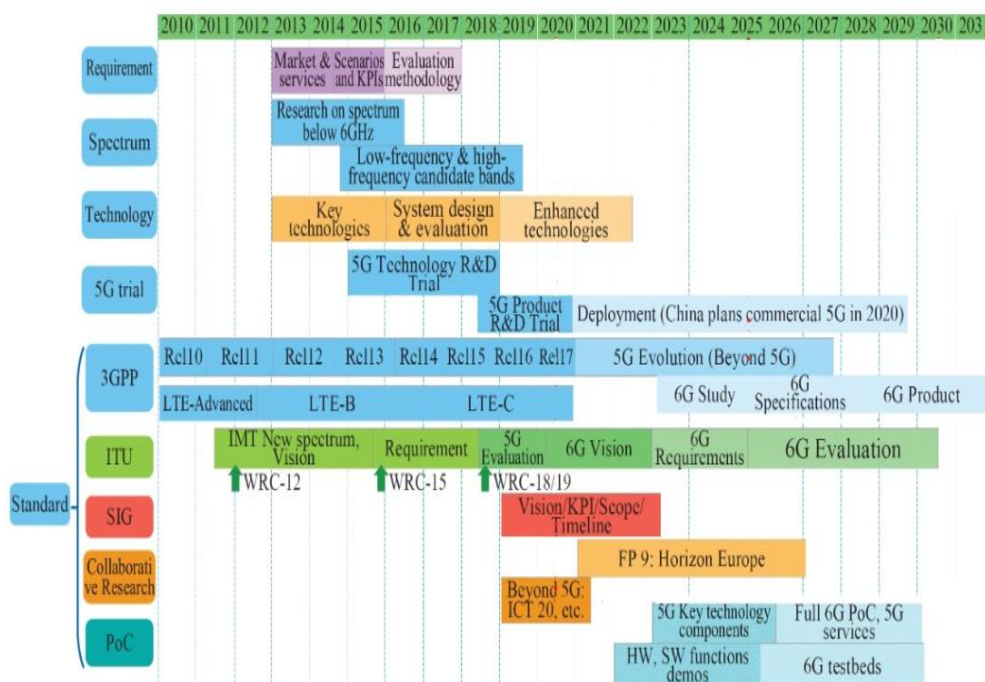 2010 2011 2012 2013 2014 2015 2016 2017 2018 2019 2020 2021 2022 2023 2024 2025 2026 2027 2028 2029 2030 203
Requirement
Market & Scenarios
services and KPIs
Evaluation
methodology
Spectrum
Research on spectrum
below 6GHz
Low-frequency & high-
frequency candidate bands
Technology
Key
technologies
System design
& evaluation
Enhanced
technologies
5G trial
5G Technology R&D
Trial
5G Product
R&D Trial
Deployment (China plans commercial 5G in 2020)
Standard
3GPP
Rel10 Rel11 Rel12 Rel13 Rel14 Rel15 Rel16 Rel17
5G Evolution (Beyond 5G)
6G Study
6G
Specifications
6G Product
LTE-Advanced
LTE-B
LTE-C
ITU
IMT New spectrum,
Vision
Requirement
5G
Evaluation
6G Vision
6G
Requirements
6G Evaluation
WRC-12
WRC-15
WRC-18/19
SIG
Vision/KPI/Scope/
Timeline
Collaborati
ve Research
FP 9: Horizon Europe
Beyond 5G:
ICT 20, etc.
PoC
5G Key technology
components
Full 6G PoC, 5G
services
HW, SW functions
demos
6G testbeds